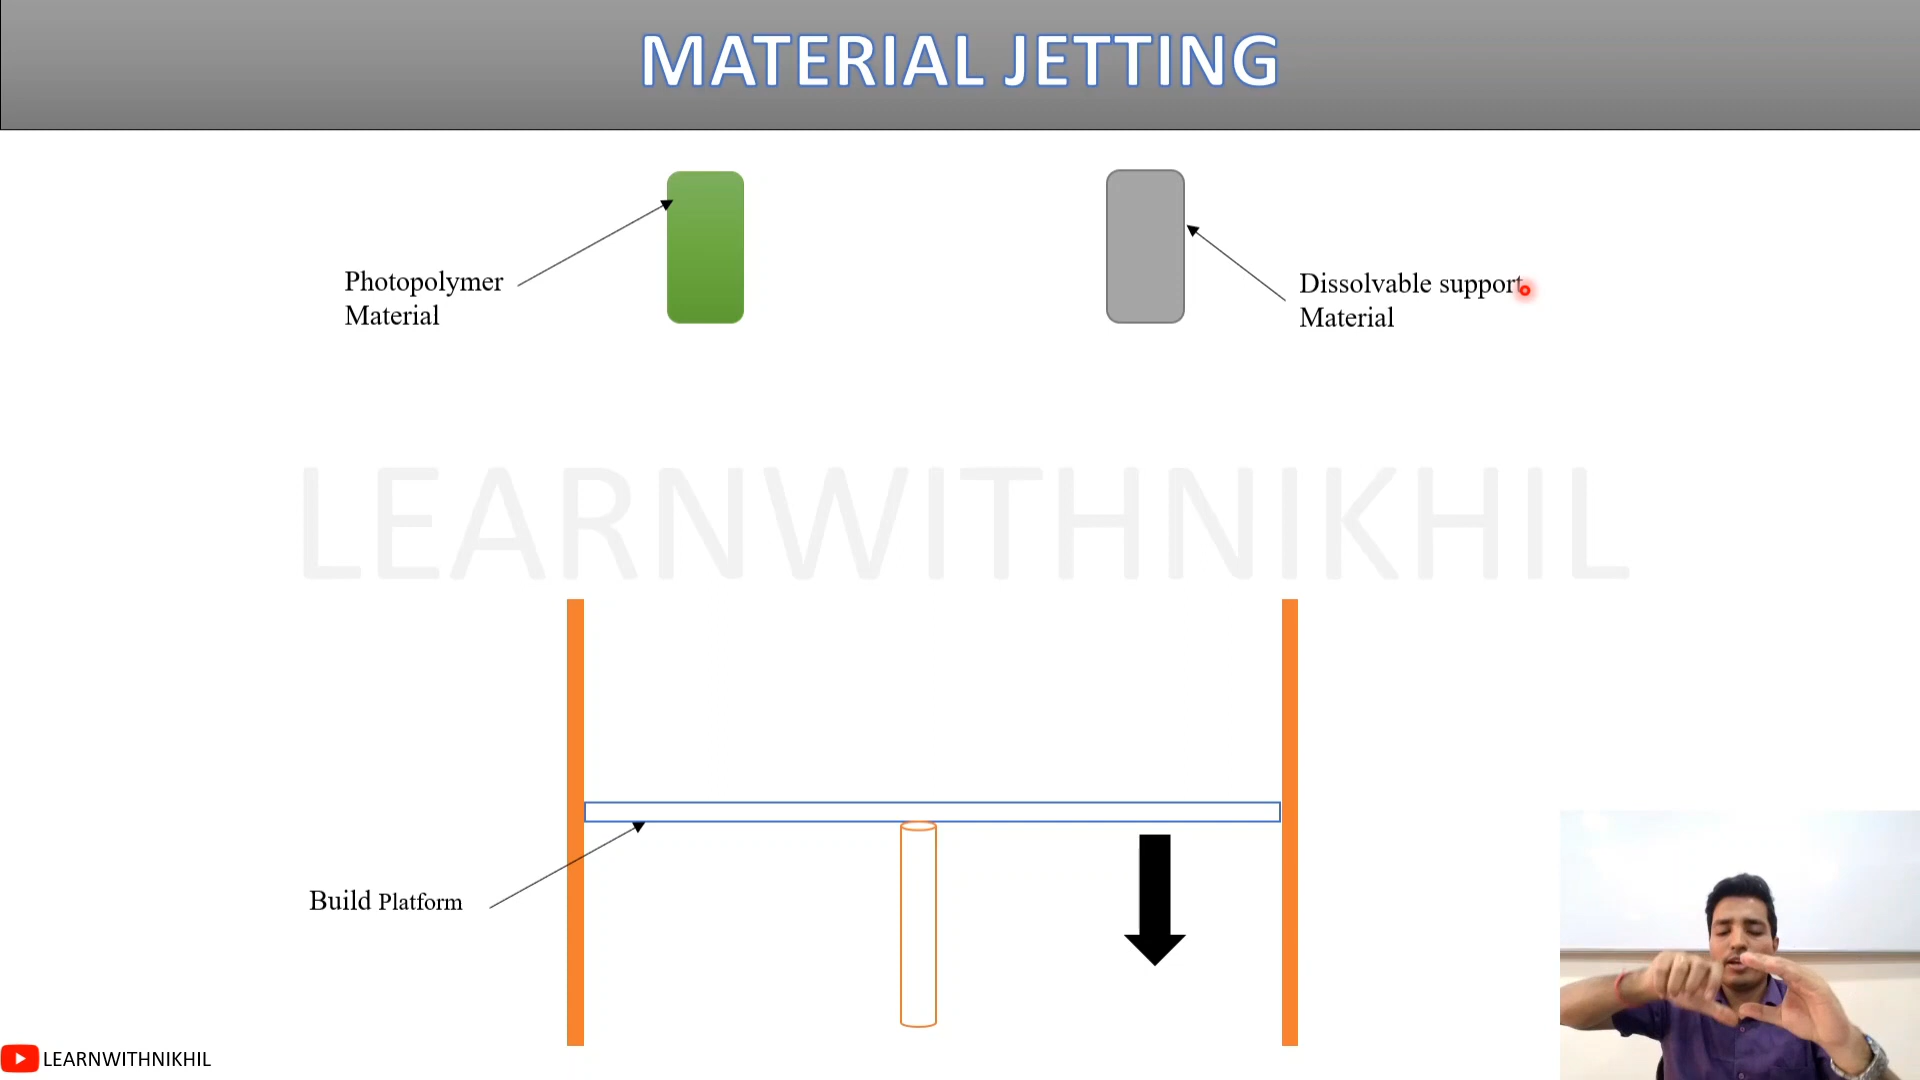 MATERIAL JETTING
Photopolymer
Material
Dissolvable support
Material
LEARNWITHNIKHIL
Build Platform
LEARNWITHNIKHIL